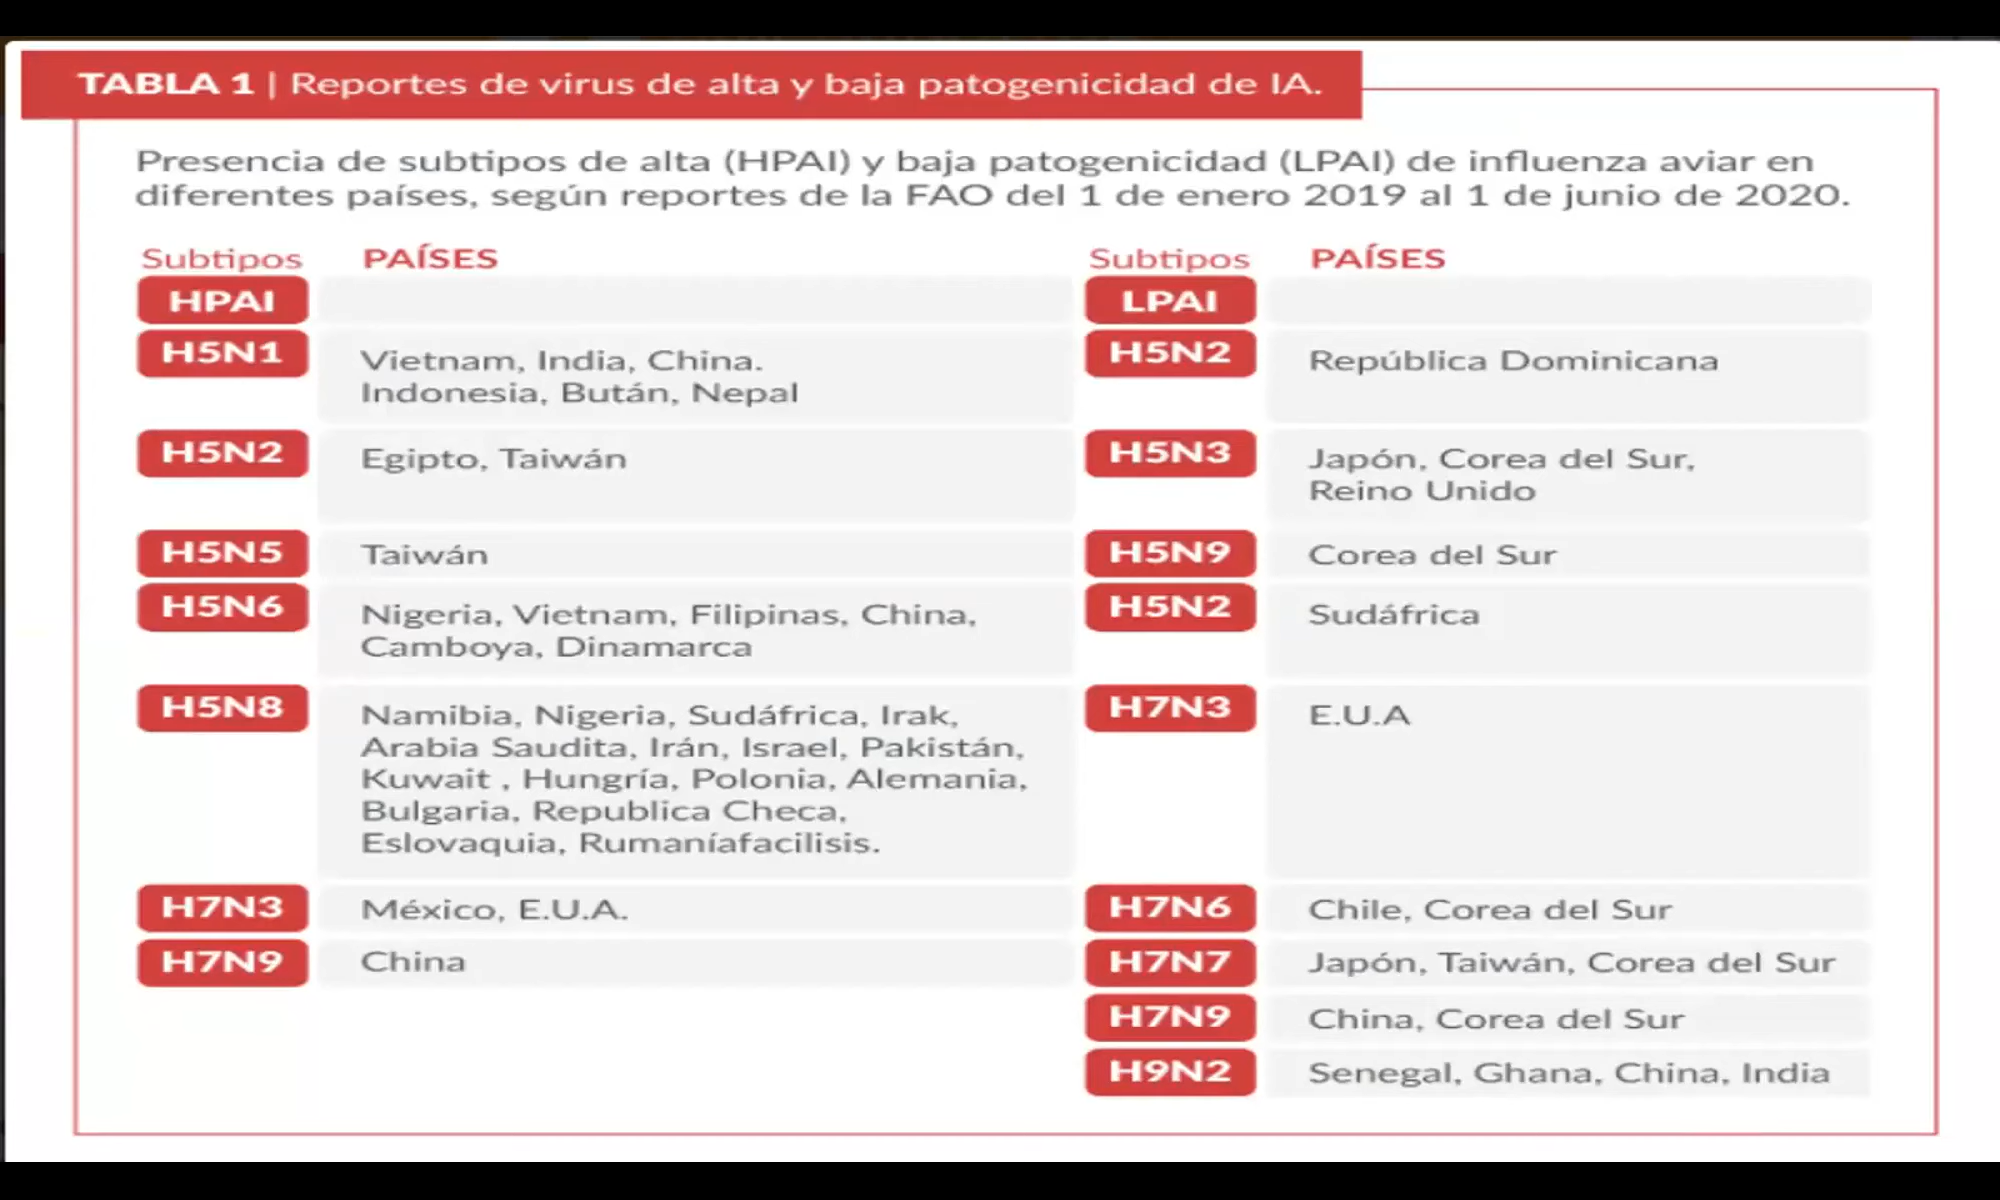 TABLA 1 | Reportes de virus de alta y baja patogenicidad de IA.
Presencia de subtipos de alta (HPAI) y baja patogenicidad (LPAI) de influenza aviar en
diferentes países, según reportes de la FAO del 1 de enero 2019 al 1 de junio de 2020.
Subtipos PAÍSES
HPAI
H5N1 Vietnam, India, China.
Indonesia, Bután, Nepal
H5N2 Egipto, Taiwán
H5N5 Taiwán
H5N6 Nigeria, Vietnam, Filipinas, China,
Camboya, Dinamarca
H5N8 Namibia, Nigeria, Sudáfrica, Irak,
Arabia Saudita, Irán, Israel, Pakistán,
Kuwait , Hungría, Polonia, Alemania,
Bulgaria, Republica Checa,
Eslovaquia, Rumaníafacilisis.
H7N3 México, E.U.A.
H7N9 China
Subtipos PAÍSES
LPAI
H5N2 República Dominicana
H5N3 Japón, Corea del Sur,
Reino Unido
H5N9 Corea del Sur
H5N2 Sudáfrica
H7N3 E.U.A
H7N6 Chile, Corea del Sur
H7N7 Japón, Taiwán, Corea del Sur
H7N9 China, Corea del Sur
H9N2 Senegal, Ghana, China, India